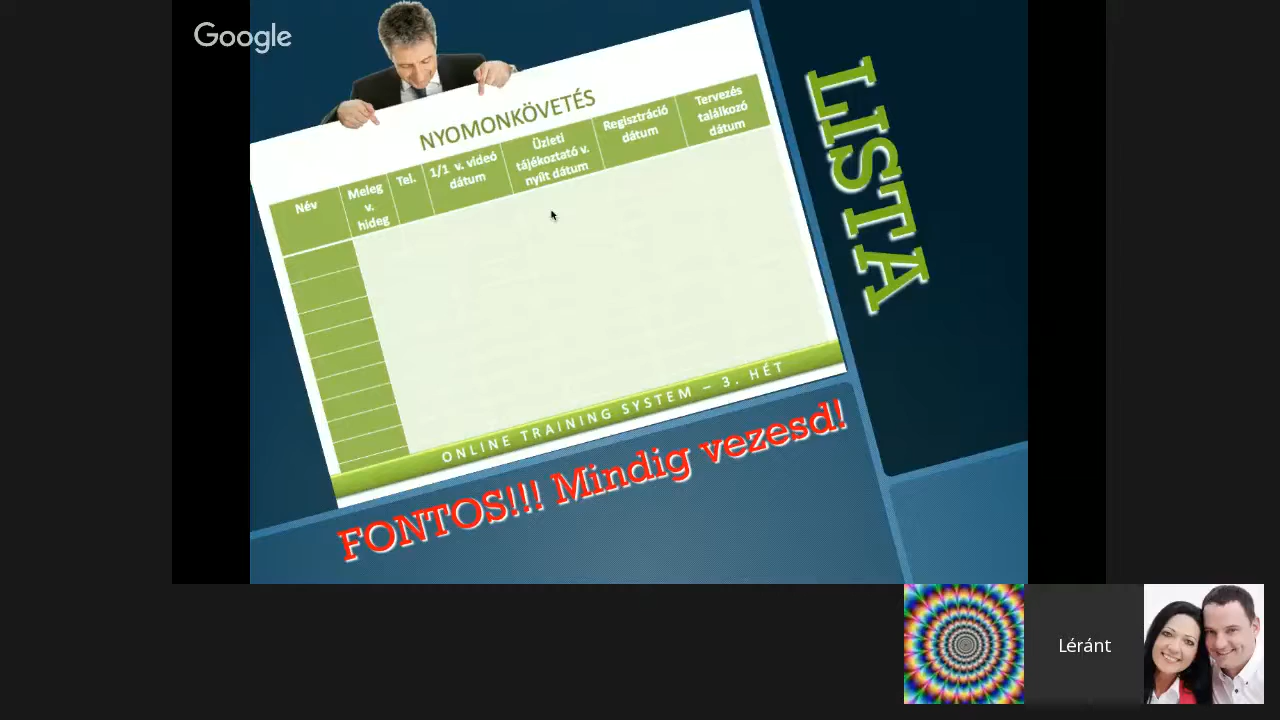 Google
NYOMONKÖVETÉS
Név
Meleg
v.
hideg
Tel.
1/1 v. videó
dátum
Üzleti
tájékoztató v.
nyílt dátum
Regisztráció
dátum
Tervezés
találkozó
dátum
ONLINE TRAINING SYSTEM – 3. HÉT
LISTA
FONTOS!!! Mindig vezesd!
Léránt